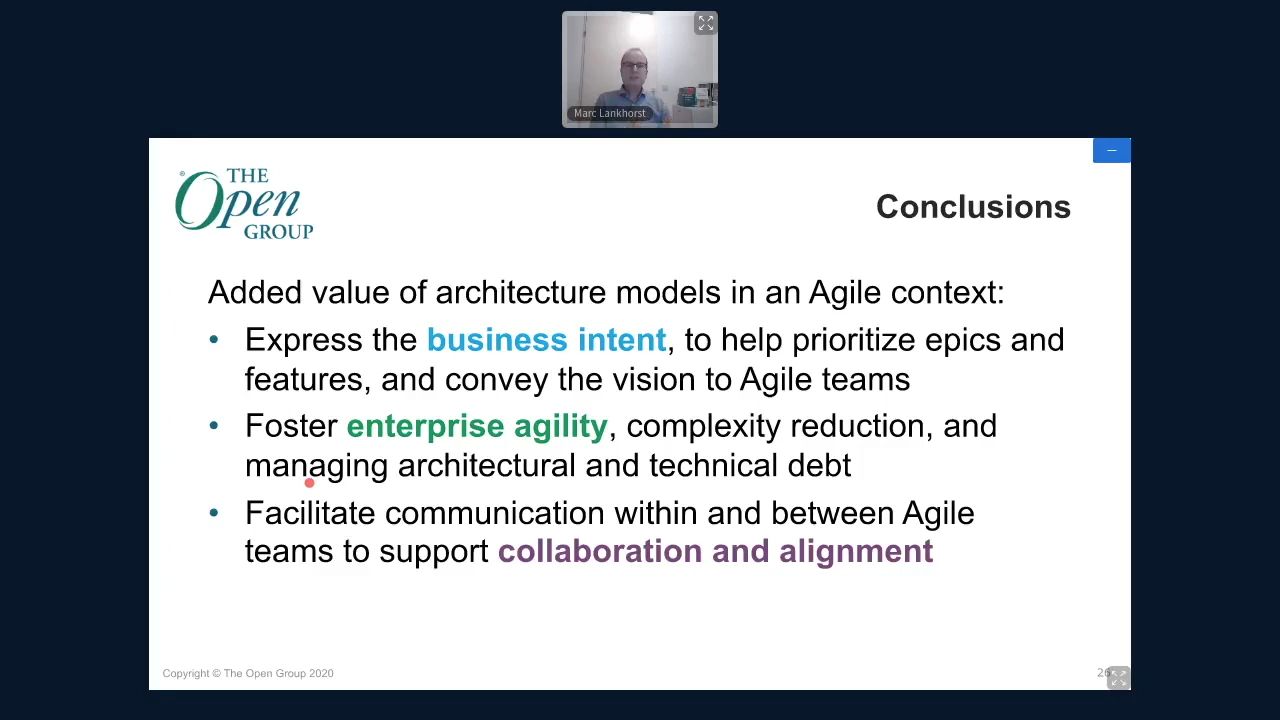 Marc Lankhorst
THE
Open
GROUP
®
Conclusions
Added value of architecture models in an Agile context:
• Express the business intent, to help prioritize epics and
features, and convey the vision to Agile teams
• Foster enterprise agility, complexity reduction, and
managing architectural and technical debt
• Facilitate communication within and between Agile
teams to support collaboration and alignment
Copyright © The Open Group 2020
26